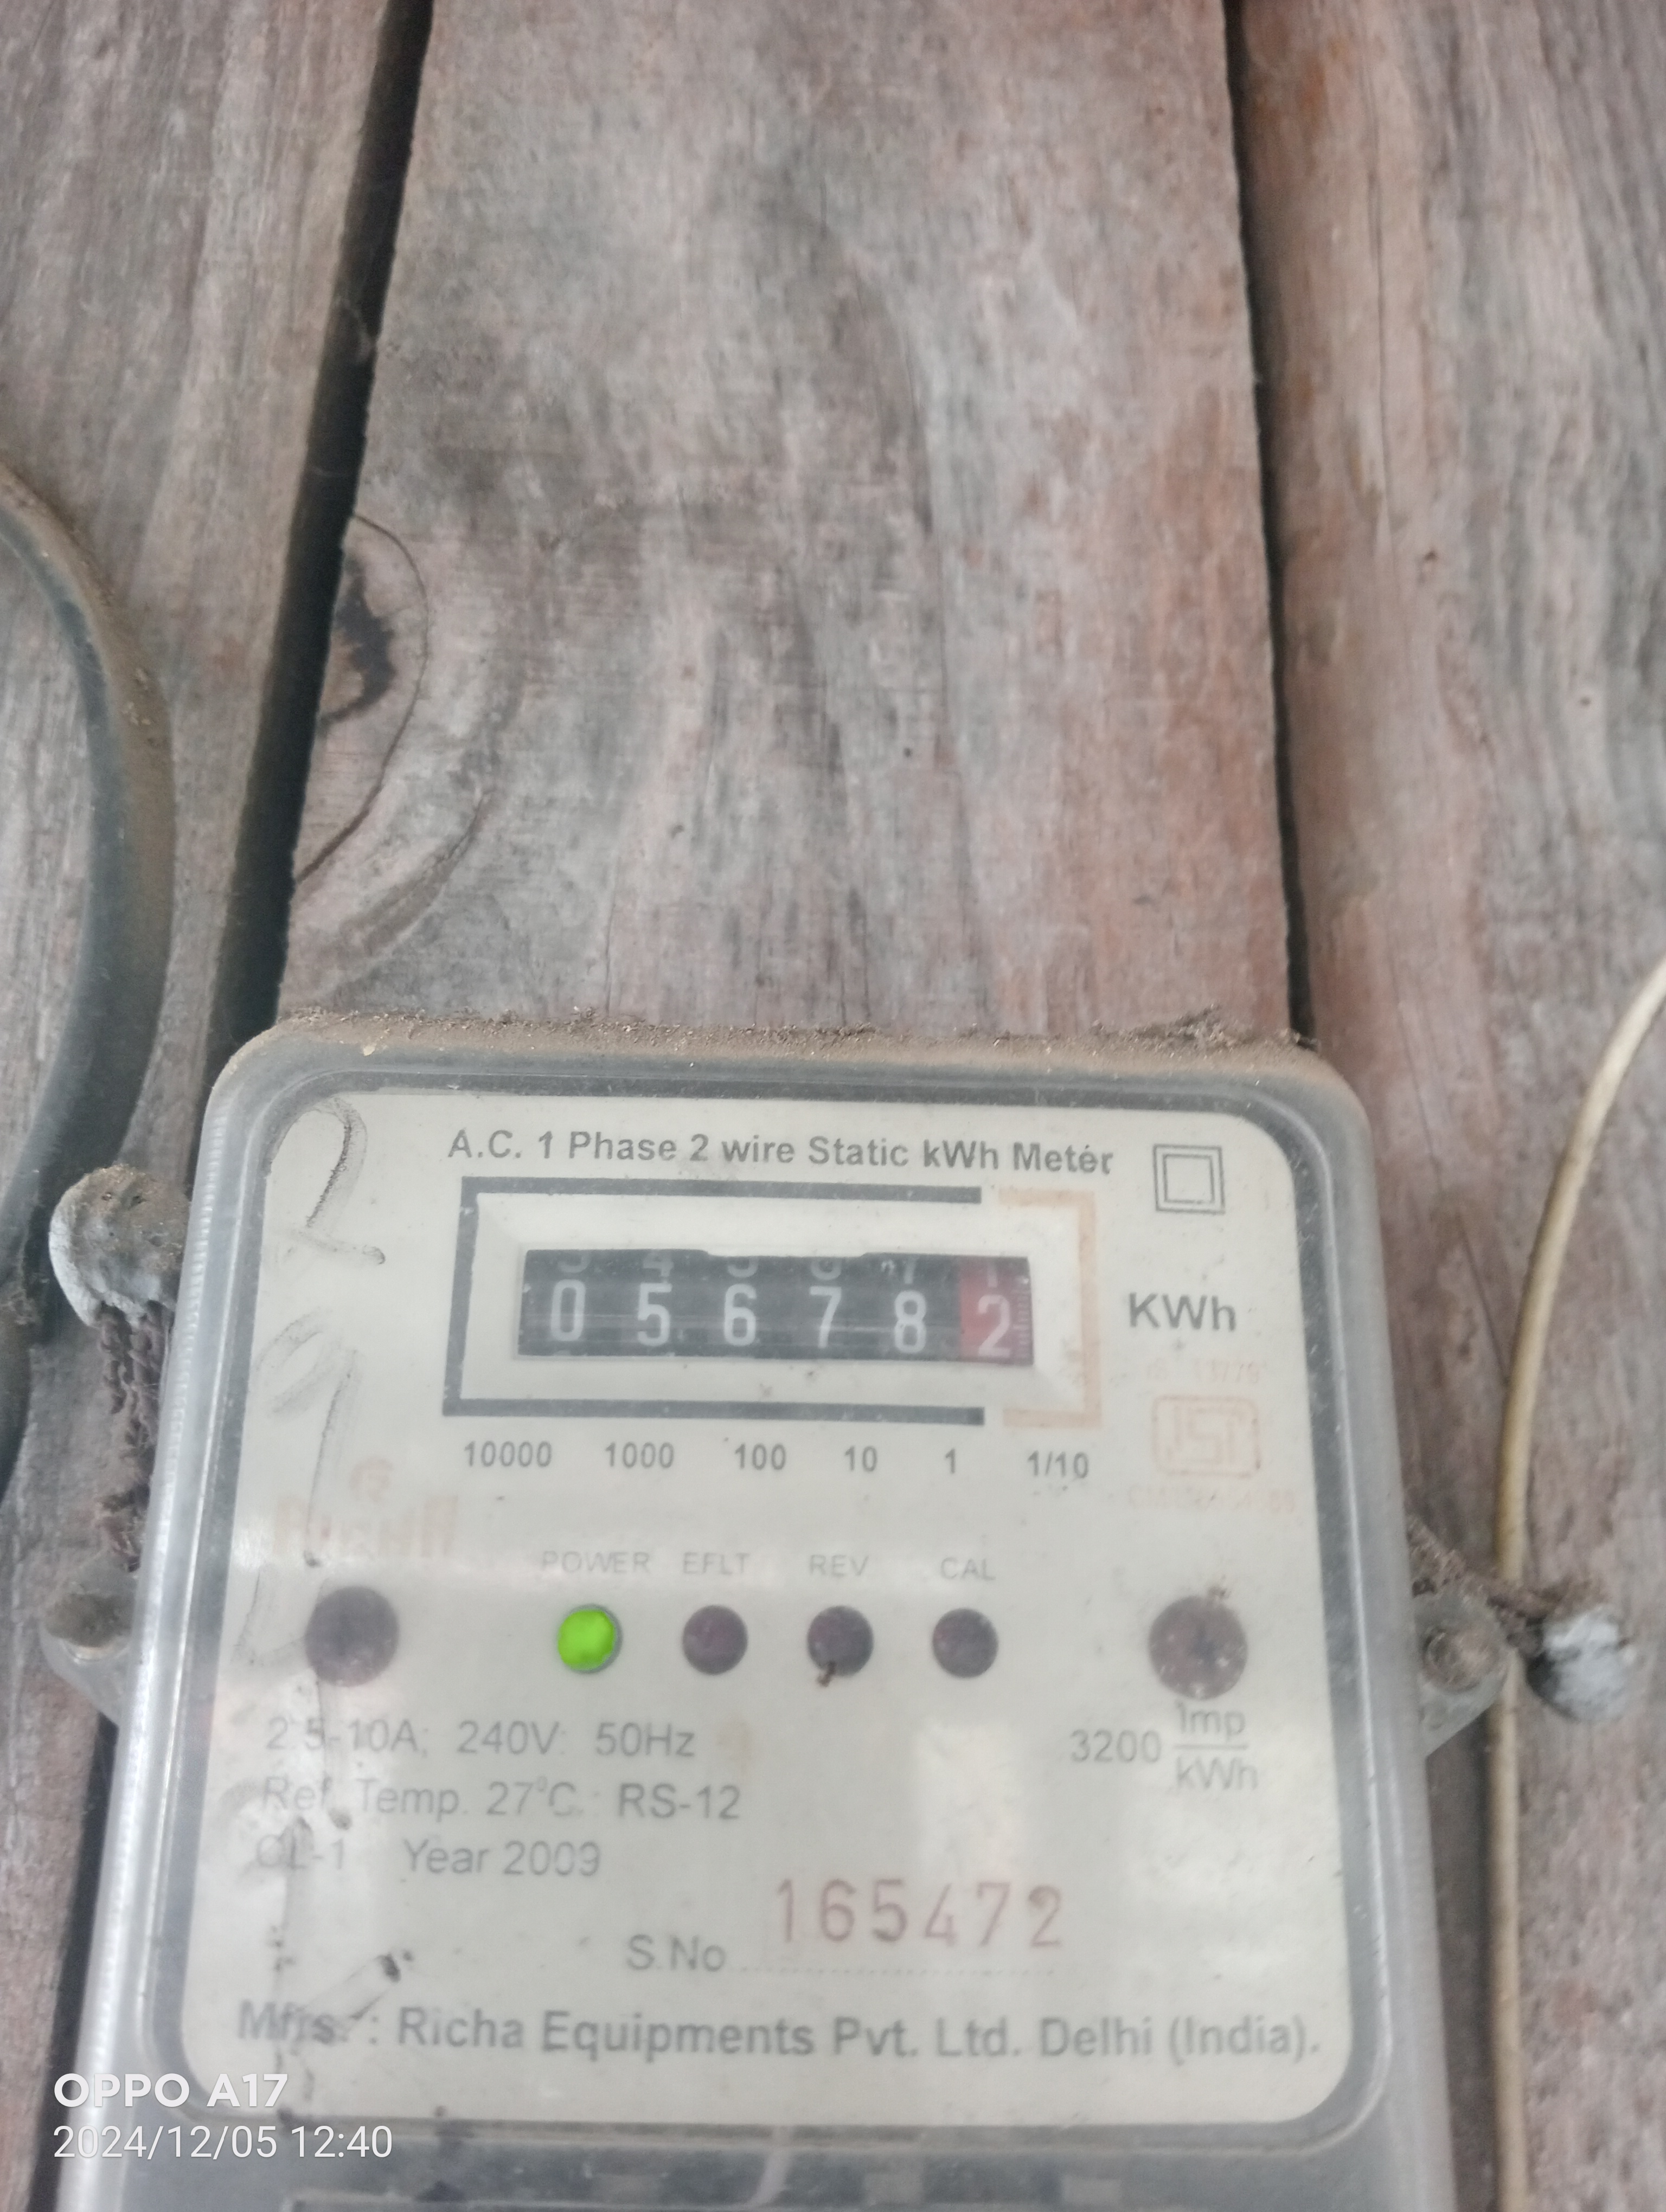 A.C. 1 Phase 2 wire Static kWh Meter
0 5 6 7 8 2
KWh
10000 1000 100 10 1 1/10
POWER EFLT REV CAL
2.5-10A; 240V: 50Hz
3200 Imp/kWh
Ref. Temp. 27°C: RS-12
CL-1 Year 2009
S.No 165472
Mfrs. : Richa Equipments Pvt. Ltd. Delhi (India).
OPPO A17
2024/12/05 12:40